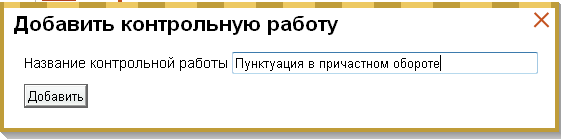 Добавить контрольную работу
Название контрольной работы Пунктуация в причастном обороте
Добавить